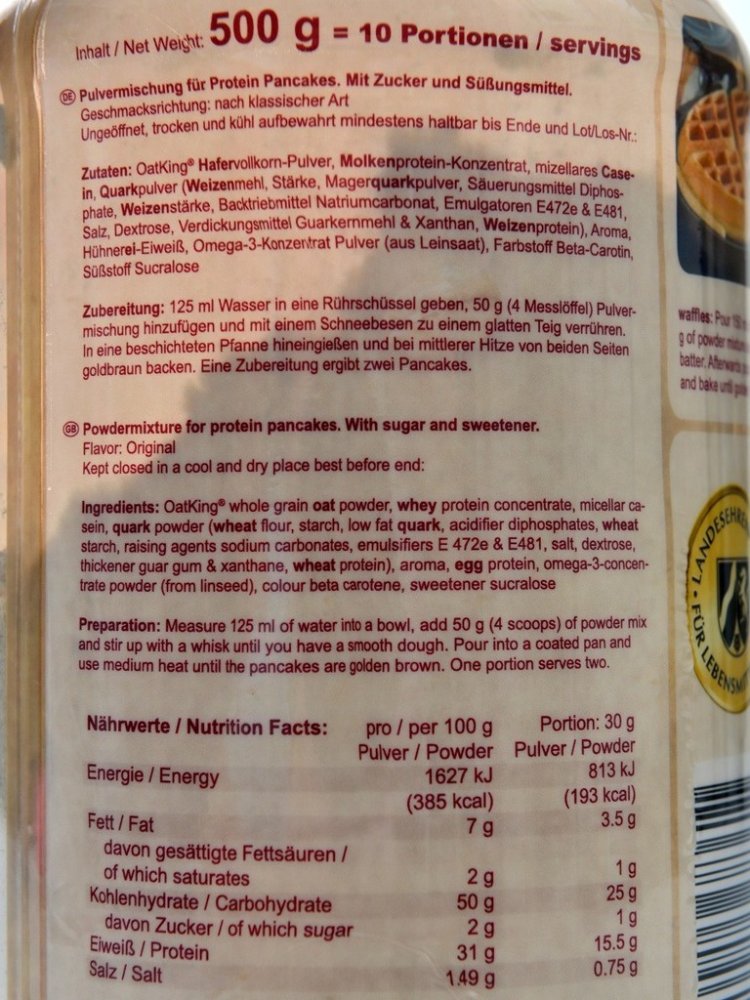 Inhalt / Net Weight: 500 g = 10 Portionen / servings
DE Pulvermischung für Protein Pancakes. Mit Zucker und Süßungsmittel.
Geschmacksrichtung: nach klassischer Art
Ungeöffnet, trocken und kühl aufbewahrt mindestens haltbar bis Ende und Lot/Los-Nr.:
Zutaten: OatKing® Hafervollkorn-Pulver, Molkenprotein-Konzentrat, mizellares Case-
in, Quarkpulver (Weizenmehl, Stärke, Magerquarkpulver, Säuerungsmittel Diphos-
phate, Weizenstärke, Backtriebmittel Natriumcarbonat, Emulgatoren E472e & E481,
Salz, Dextrose, Verdickungsmittel Guarkernmehl & Xanthan, Weizenprotein), Aroma,
Hühnerei-Eiweiß, Omega-3-Konzentrat Pulver (aus Leinsaat), Farbstoff Beta-Carotin,
Süßstoff Sucralose
Zubereitung: 125 ml Wasser in eine Rührschüssel geben, 50 g (4 Messlöffel) Pulver-
mischung hinzufügen und mit einem Schneebesen zu einem glatten Teig verrühren.
In eine beschichteten Pfanne hineingießen und bei mittlerer Hitze von beiden Seiten
goldbraun backen. Eine Zubereitung ergibt zwei Pancakes.
GB Powdermixture for protein pancakes. With sugar and sweetener.
Flavor: Original
Kept closed in a cool and dry place best before end:
Ingredients: OatKing® whole grain oat powder, whey protein concentrate, micellar ca-
sein, quark powder (wheat flour, starch, low fat quark, acidifier diphosphates, wheat
starch, raising agents sodium carbonates, emulsifiers E 472e & E481, salt, dextrose,
thickener guar gum & xanthane, wheat protein), aroma, egg protein, omega-3-concen-
trate powder (from linseed), colour beta carotene, sweetener sucralose
Preparation: Measure 125 ml of water into a bowl, add 50 g (4 scoops) of powder mix
and stir up with a whisk until you have a smooth dough. Pour into a coated pan and
use medium heat until the pancakes are golden brown. One portion serves two.
Nährwerte / Nutrition Facts: pro / per 100 g Portion: 30 g
Pulver / Powder Pulver / Powder
Energie / Energy 1627 kJ 813 kJ
(385 kcal) (193 kcal)
Fett / Fat 7 g 3.5 g
davon gesättigte Fettsäuren /
of which saturates 2 g 1 g
Kohlenhydrate / Carbohydrate 50 g 25 g
davon Zucker / of which sugar 2 g 1 g
Eiweiß / Protein 31 g 15.5 g
Salz / Salt 1.49 g 0.75 g
waffles: Pour
g of powder
batter.
and bake until
FÜR